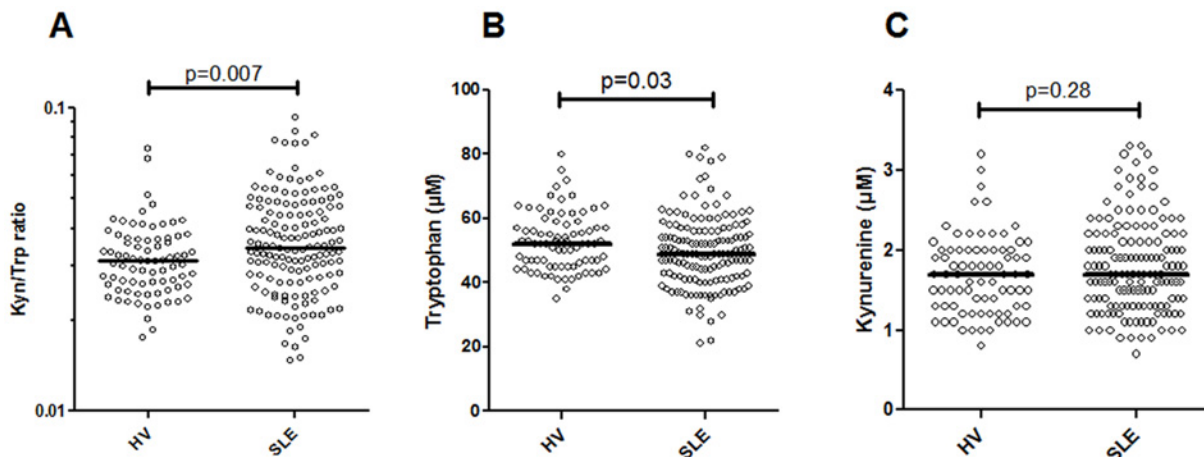 A
p=0.007
0.1
0.01
Kyn/Trp ratio
HV
SLE
B
p=0.03
100
80
60
40
20
0
Tryptophan (µM)
HV
SLE
C
p=0.28
4
3
2
1
0
Kynurenine (µM)
HV
SLE